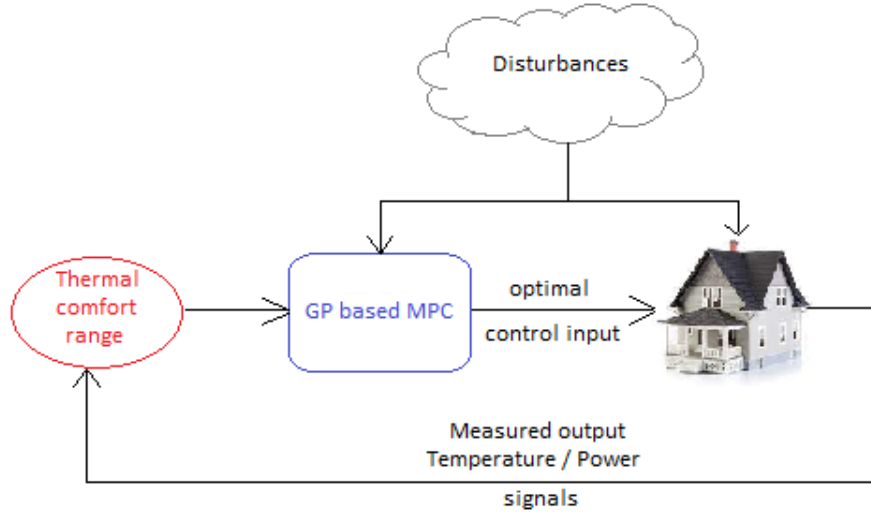 Disturbances
Thermal
comfort
range
GP based MPC
optimal
control input
Measured output
Temperature / Power
signals